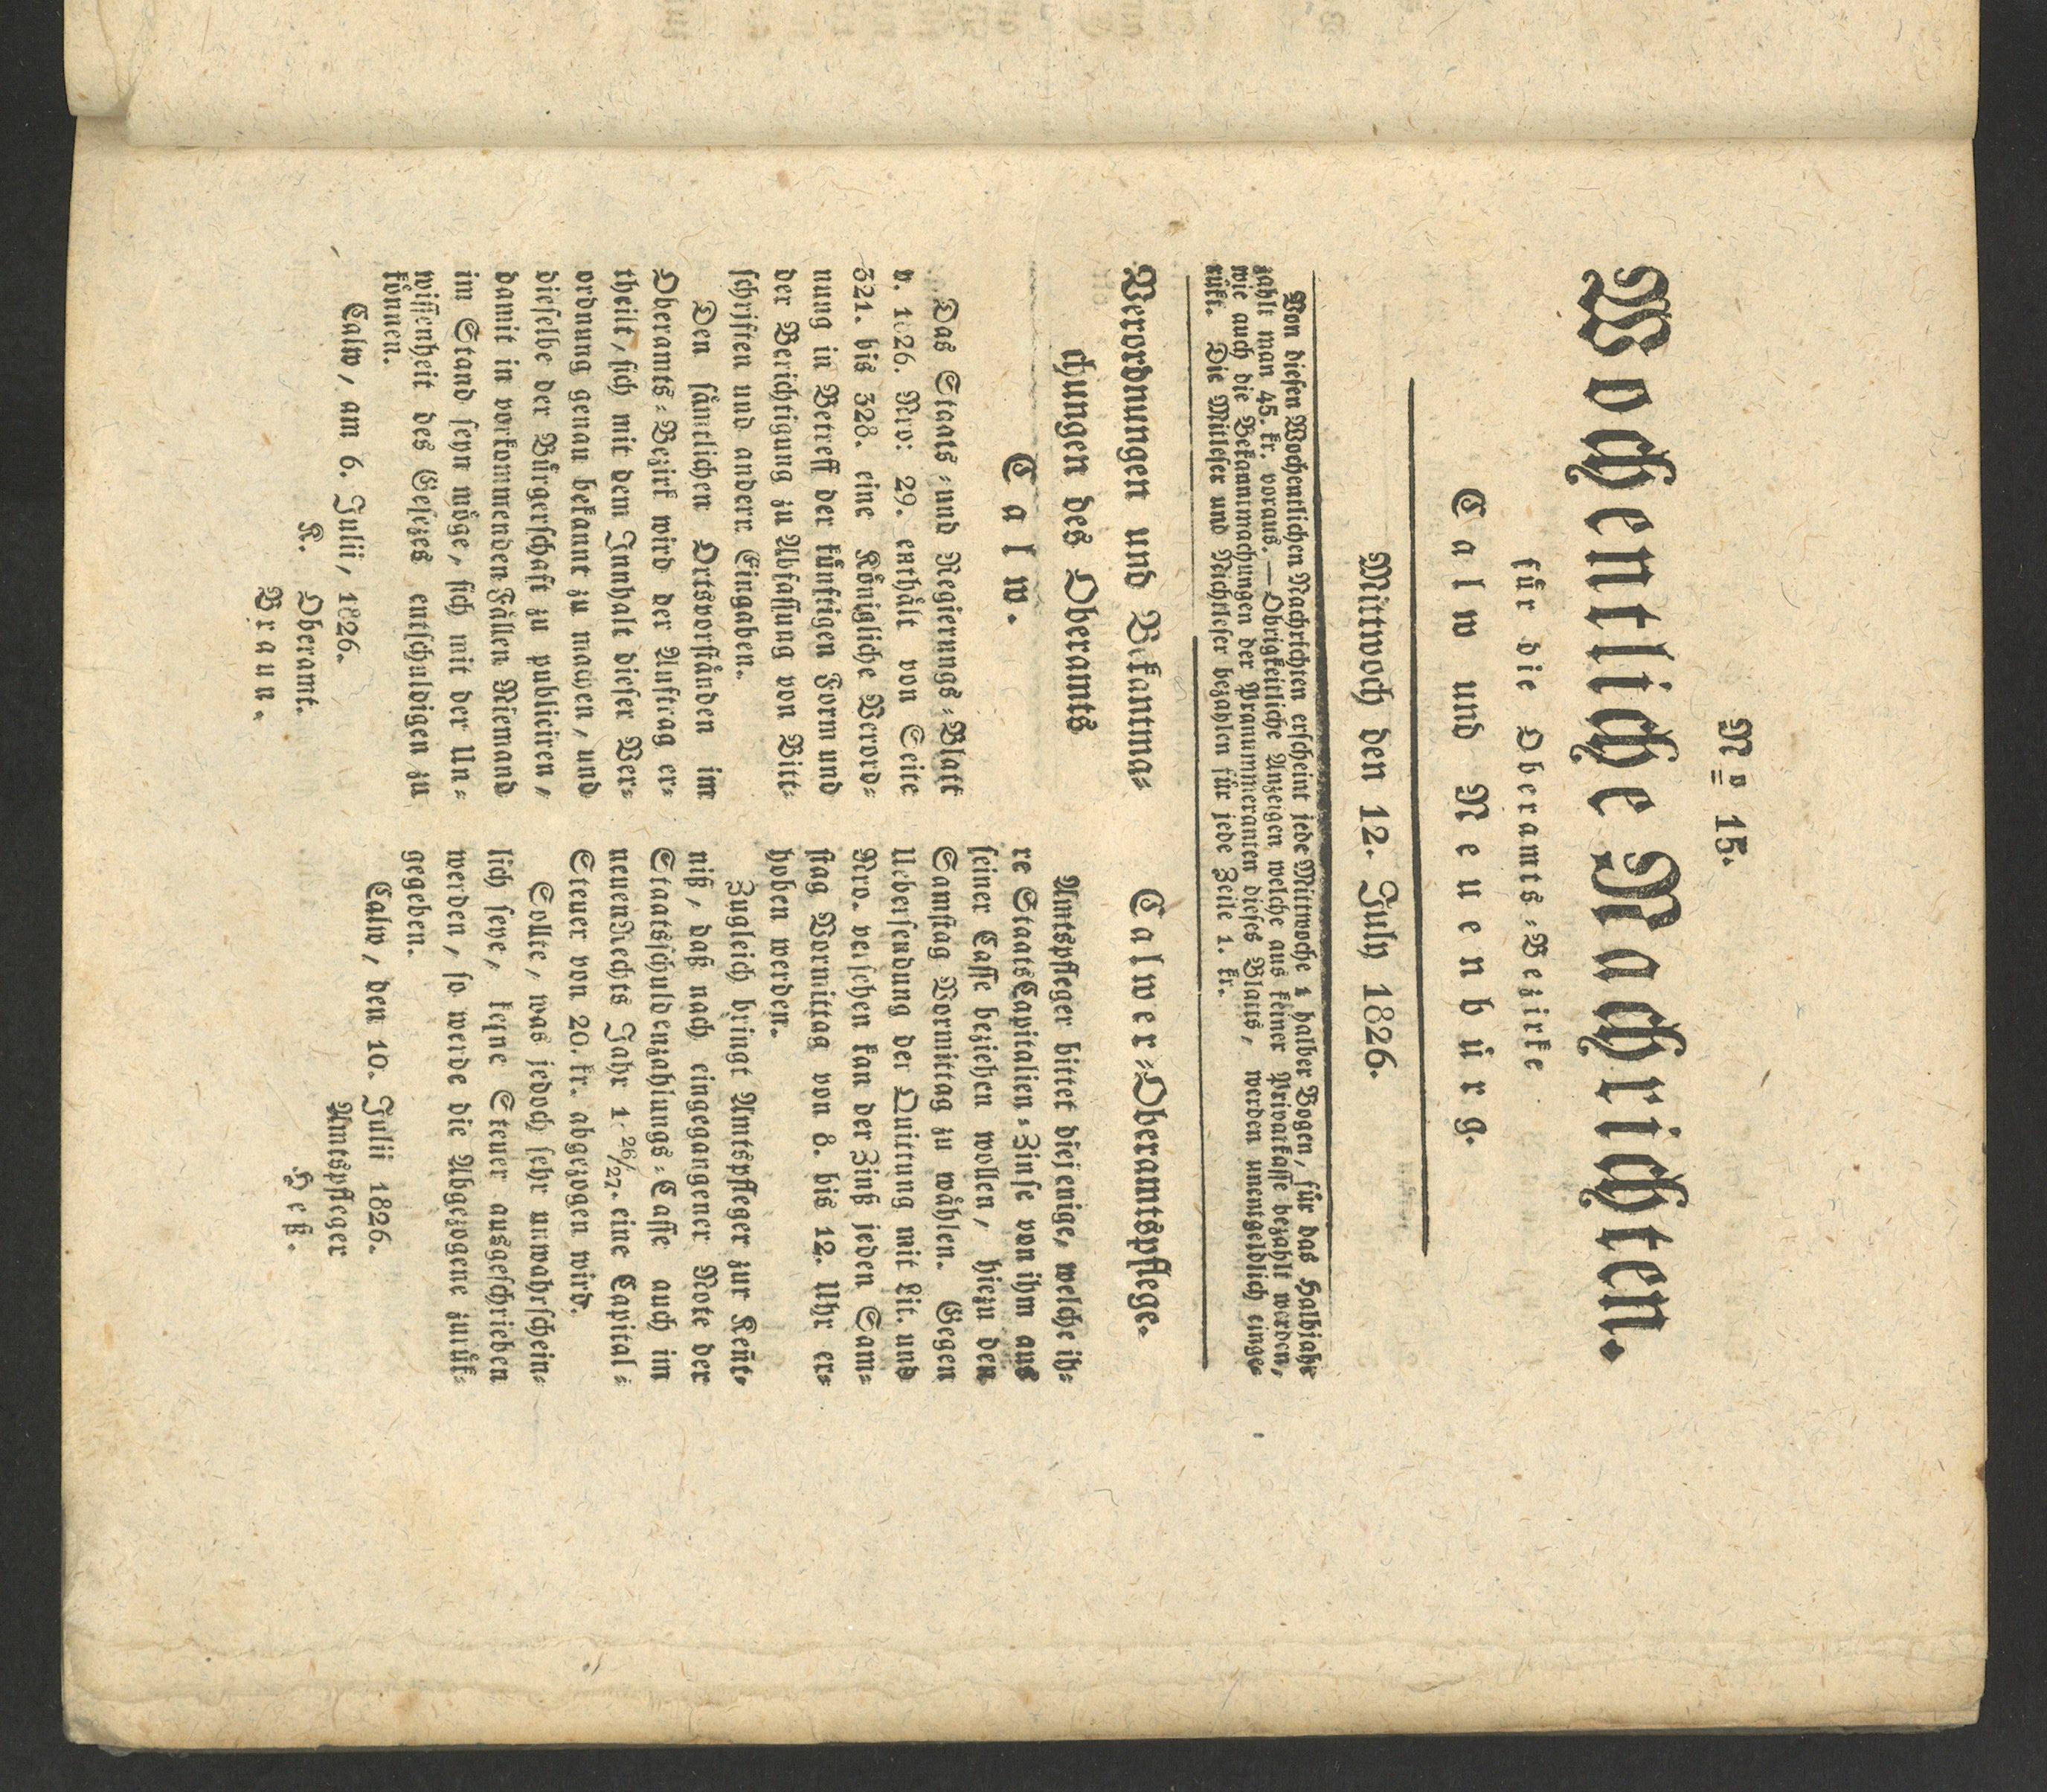 Nº 15.
Wochentliche Nachrichten.
für die Oberamts-Bezirke
Calw und Neuenbürg.
Mittwoch den 12. July 1826.
Von diesen Wochentlichen Nachrichten erscheint jede Mittwoche 1 halber Bogen, für das Halbjahr
zahlt man 45. kr. voraus. — Obrigkeitliche Anzeigen welche aus keiner Privatkasse bezahlt werden,
wie auch die Bekanntmachungen der Pranummeranten dieses Blatts, werden unentgeldlich einge-
rükt. Die Mitleser und Nichtleser bezahlen für jede Zeile 1. kr.
Verordnungen und Bekantma-
chungen des Oberamts
Calw.
Das Staats- und Regierungs-Blatt
v. 1826. Nro: 29. enthält von Seite
321. bis 328. eine Königliche Verord-
nung in Betreff der künftigen Form und
der Berichtigung zu Abfassung von Bitt-
schriften und andern Eingaben.
Den sämtlichen Ortsvorständen im
Oberamts-Bezirk wird der Auftrag er-
theilt, sich mit dem Innhalt dieser Ver-
ordnung genau bekannt zu machen, und
dieselbe der Bürgerschaft zu publiciren,
damit in vorkommenden Fällen Niemand
im Stand seyn möge, sich mit der Un-
wissenheit des Gesezes entschuldigen zu
können.
Calw, am 6. Julii, 1826.
K. Oberamt.
Braun.
Calwer-Oberamtspflege.
Amtspfleger bittet diejenige, welche ih-
re StaatsCapitalien-Zinse von ihm aus
seiner Casse beziehen wollen, hiezu den
Samstag Vormittag zu wählen. Gegen
Uebersendung der Quittung mit Lit. und
Nro. versehen kan der Zinß jeden Sam-
stag Vormittag von 8. bis 12. Uhr er-
hoben werden.
Zugleich bringt Amtspfleger zur Keñt-
niß, daß nach eingegangener Note der
Staatsschuldenzahlungs-Casse auch im
neuen Rechts Jahr 1826/27. eine Capital-
Steuer von 20. kr. abgezogen wird.
Sollte, was jedoch sehr unwahrschein-
lich seye, keine Steuer ausgeschrieben
werden, so werde die Abgezogene zurük-
gegeben.
Calw, den 10. Julii 1826.
Amtspfleger
Heß.